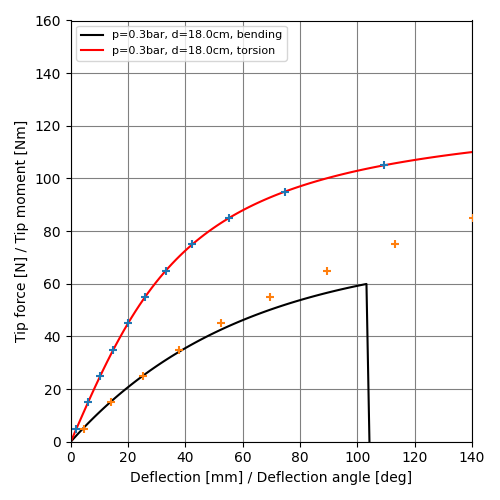 160
140
120
100
80
60
40
20
0
Tip force [N] / Tip moment [Nm]
p=0.3bar, d=18.0cm, bending
p=0.3bar, d=18.0cm, torsion
0 20 40 60 80 100 120 140
Deflection [mm] / Deflection angle [deg]